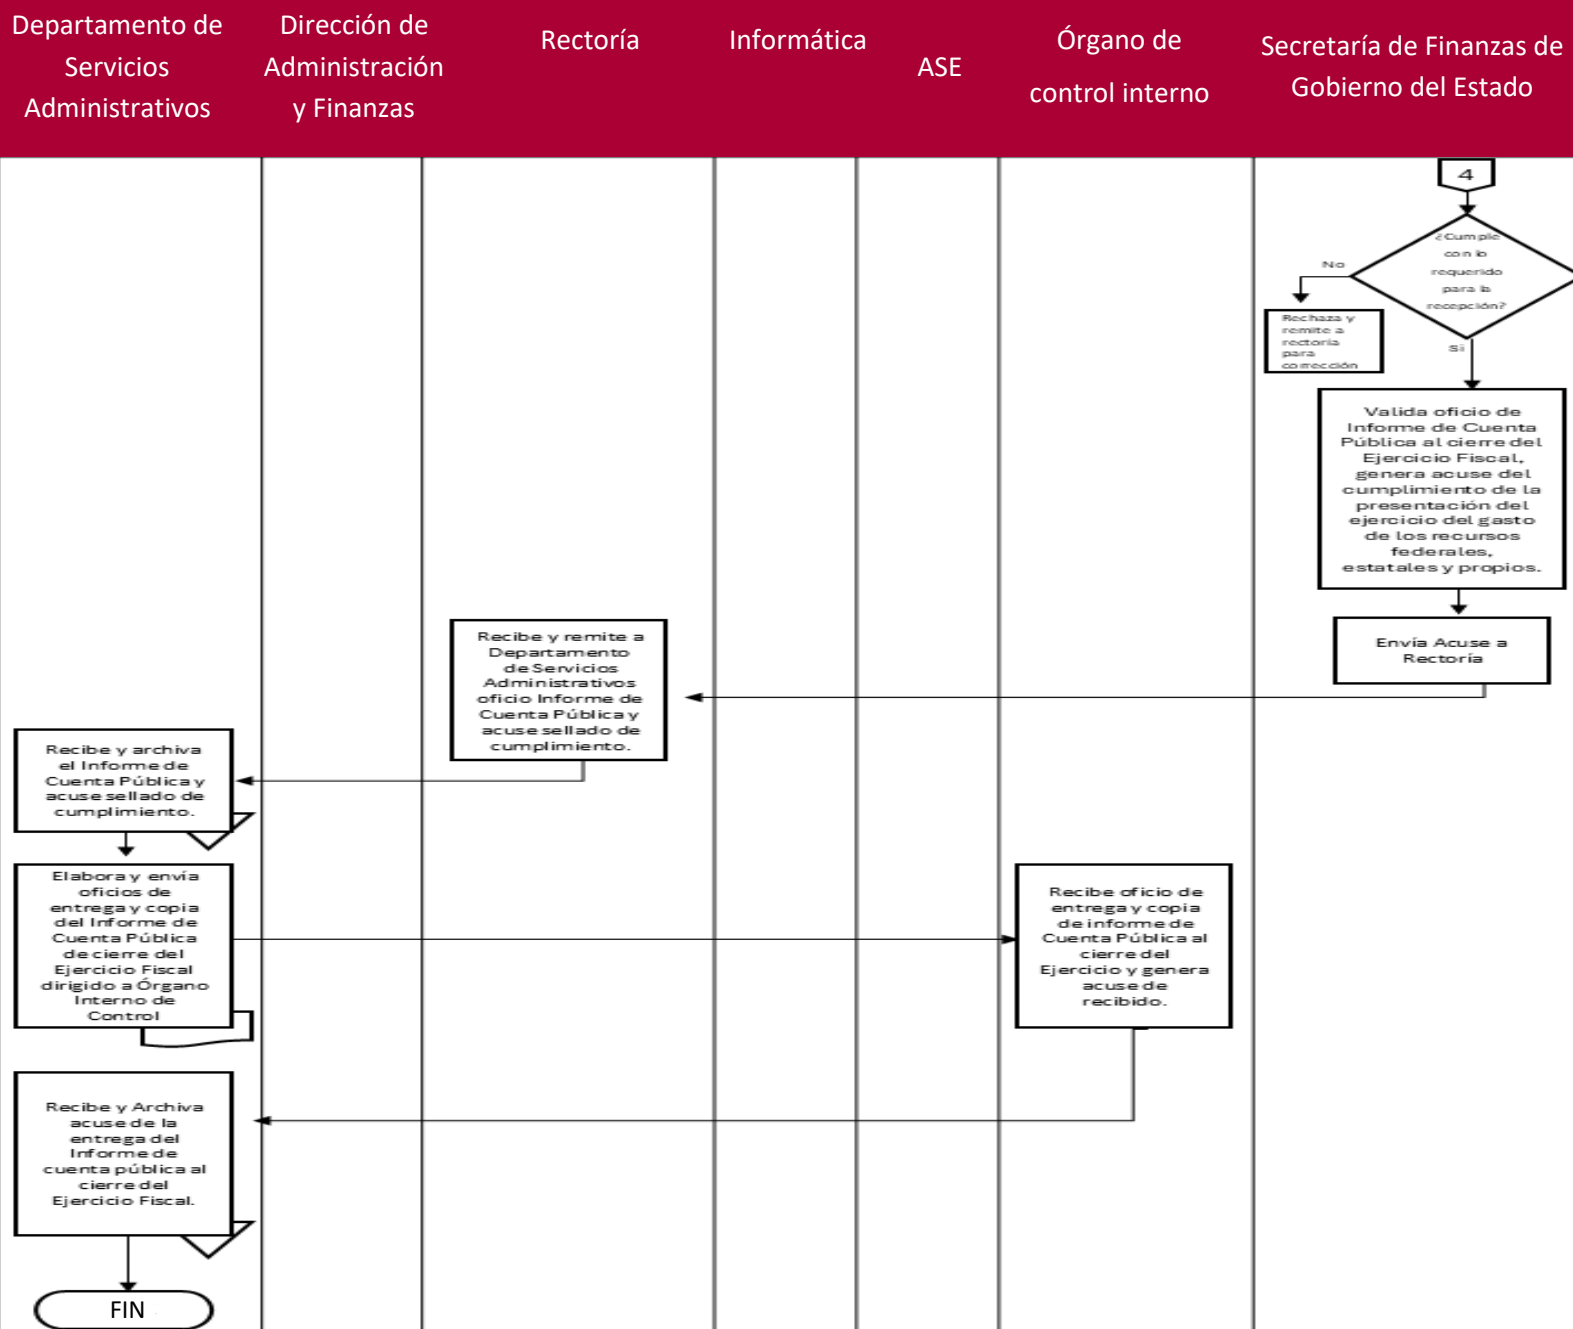 Departamento de
Servicios
Administrativos
Dirección de
Administración
y Finanzas
Rectoría
Informática
ASE
Órgano de
control interno
Secretaría de Finanzas de
Gobierno del Estado
4
¿Cumple
con lo
requerido
para la
recepción?
No
Rechaza y
remite a
rectoría
para
corrección
Si
Valida oficio de
Informe de Cuenta
Pública al cierre del
Ejercicio Fiscal,
genera acuse del
cumplimiento de la
presentación del
ejercicio del gasto
de los recursos
federales,
estatales y propios.
Envía Acuse a
Rectoría
Recibe y remite a
Departamento
de Servicios
Administrativos
oficio Informe de
Cuenta Pública y
acuse sellado de
cumplimiento.
Recibe y archiva
el Informe de
Cuenta Pública y
acuse sellado de
cumplimiento.
Elabora y envía
oficios de
entrega y copia
del Informe de
Cuenta Pública
de cierre del
Ejercicio Fiscal
dirigido a Órgano
Interno de
Control
Recibe oficio de
entrega y copia
de informe de
Cuenta Pública al
cierre del
Ejercicio y genera
acuse de
recibido.
Recibe y Archiva
acuse de la
entrega del
Informe de
cuenta pública al
cierre del
Ejercicio Fiscal.
FIN